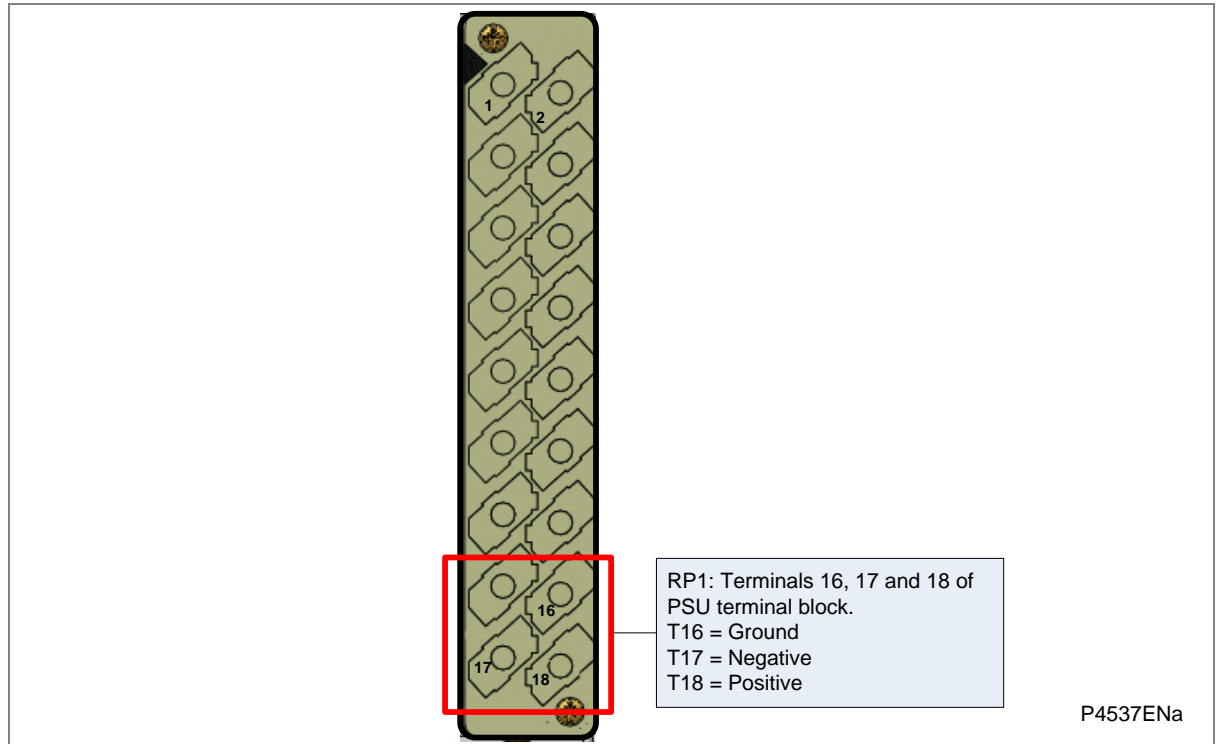 1
2
16
17
18
RP1: Terminals 16, 17 and 18 of
PSU terminal block.
T16 = Ground
T17 = Negative
T18 = Positive
P4537ENa